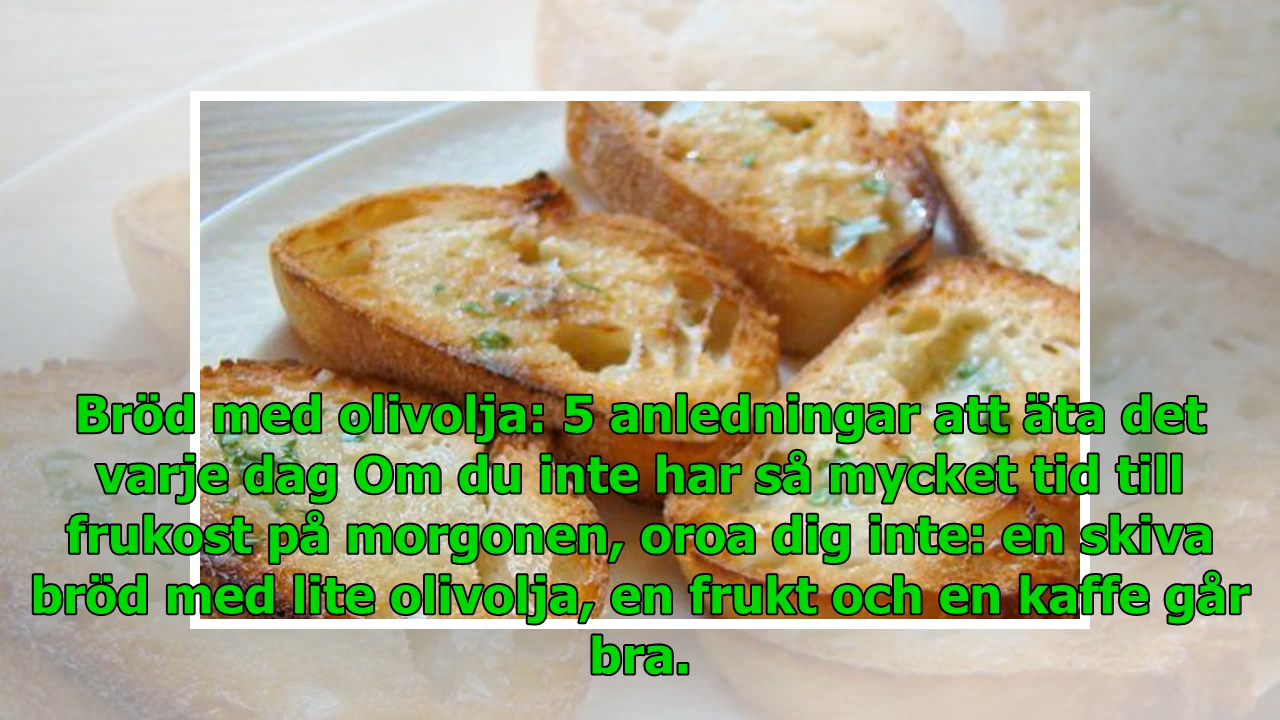 Bröd med olivolja: 5 anledningar att äta det
varje dag Om du inte har så mycket tid till
frukost på morgonen, oroa dig inte: en skiva
bröd med lite olivolja, en frukt och en kaffe går
bra.